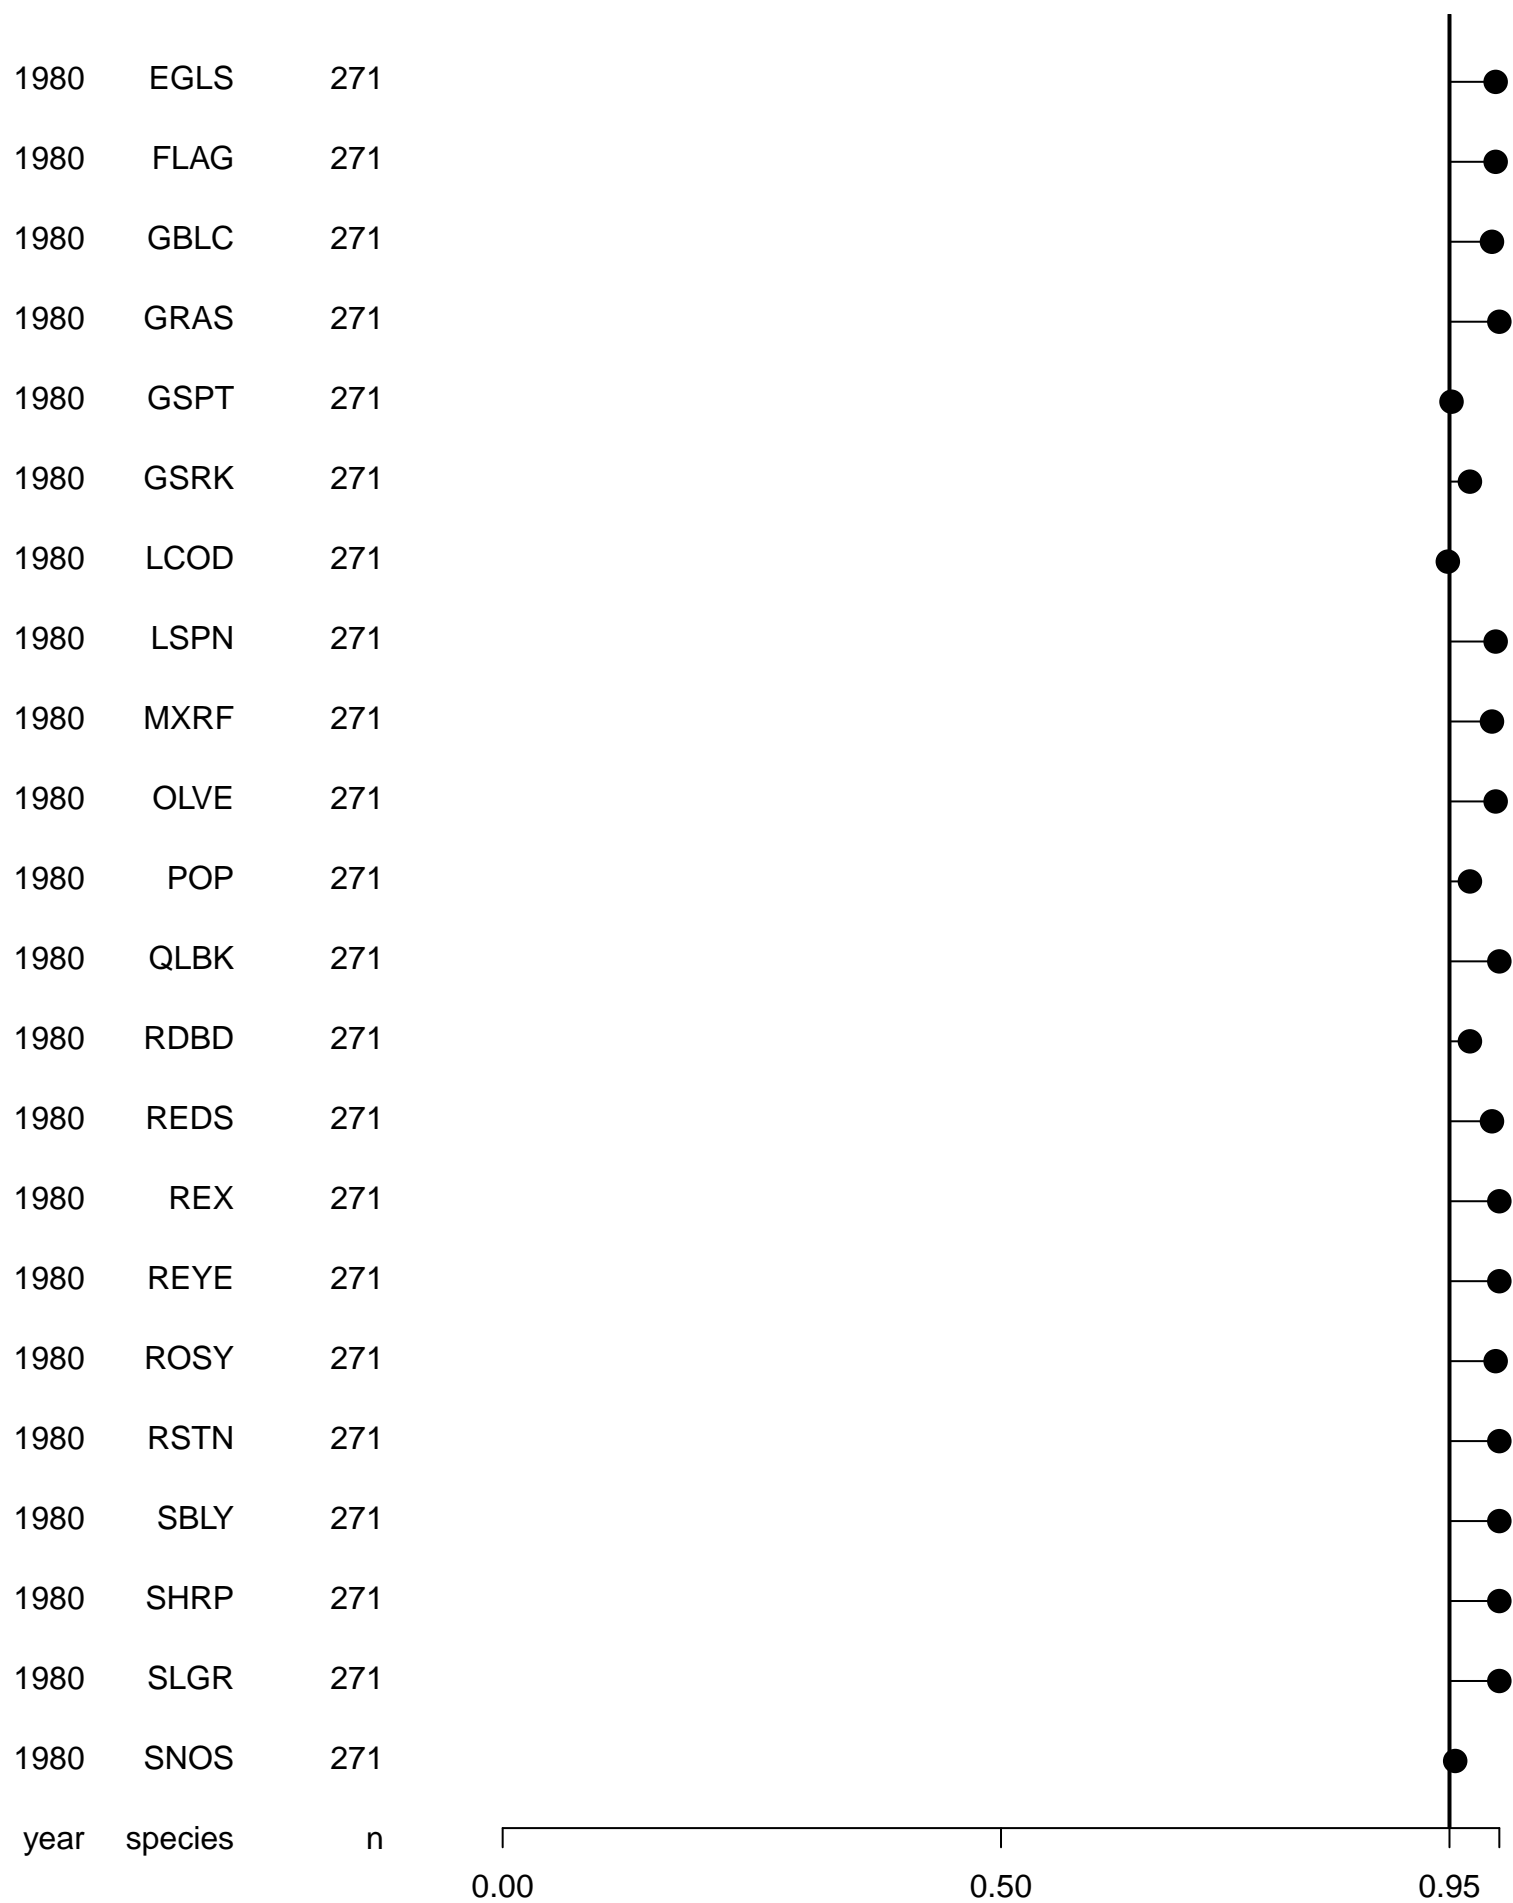 1980 EGLS 271
1980 FLAG 271
1980 GBLC 271
1980 GRAS 271
1980 GSPT 271
1980 GSRK 271
1980 LCOD 271
1980 LSPN 271
1980 MXRF 271
1980 OLVE 271
1980 POP 271
1980 QLBK 271
1980 RDBD 271
1980 REDS 271
1980 REX 271
1980 REYE 271
1980 ROSY 271
1980 RSTN 271
1980 SBLY 271
1980 SHRP 271
1980 SLGR 271
1980 SNOS 271
year species n
0.00 0.50 0.95